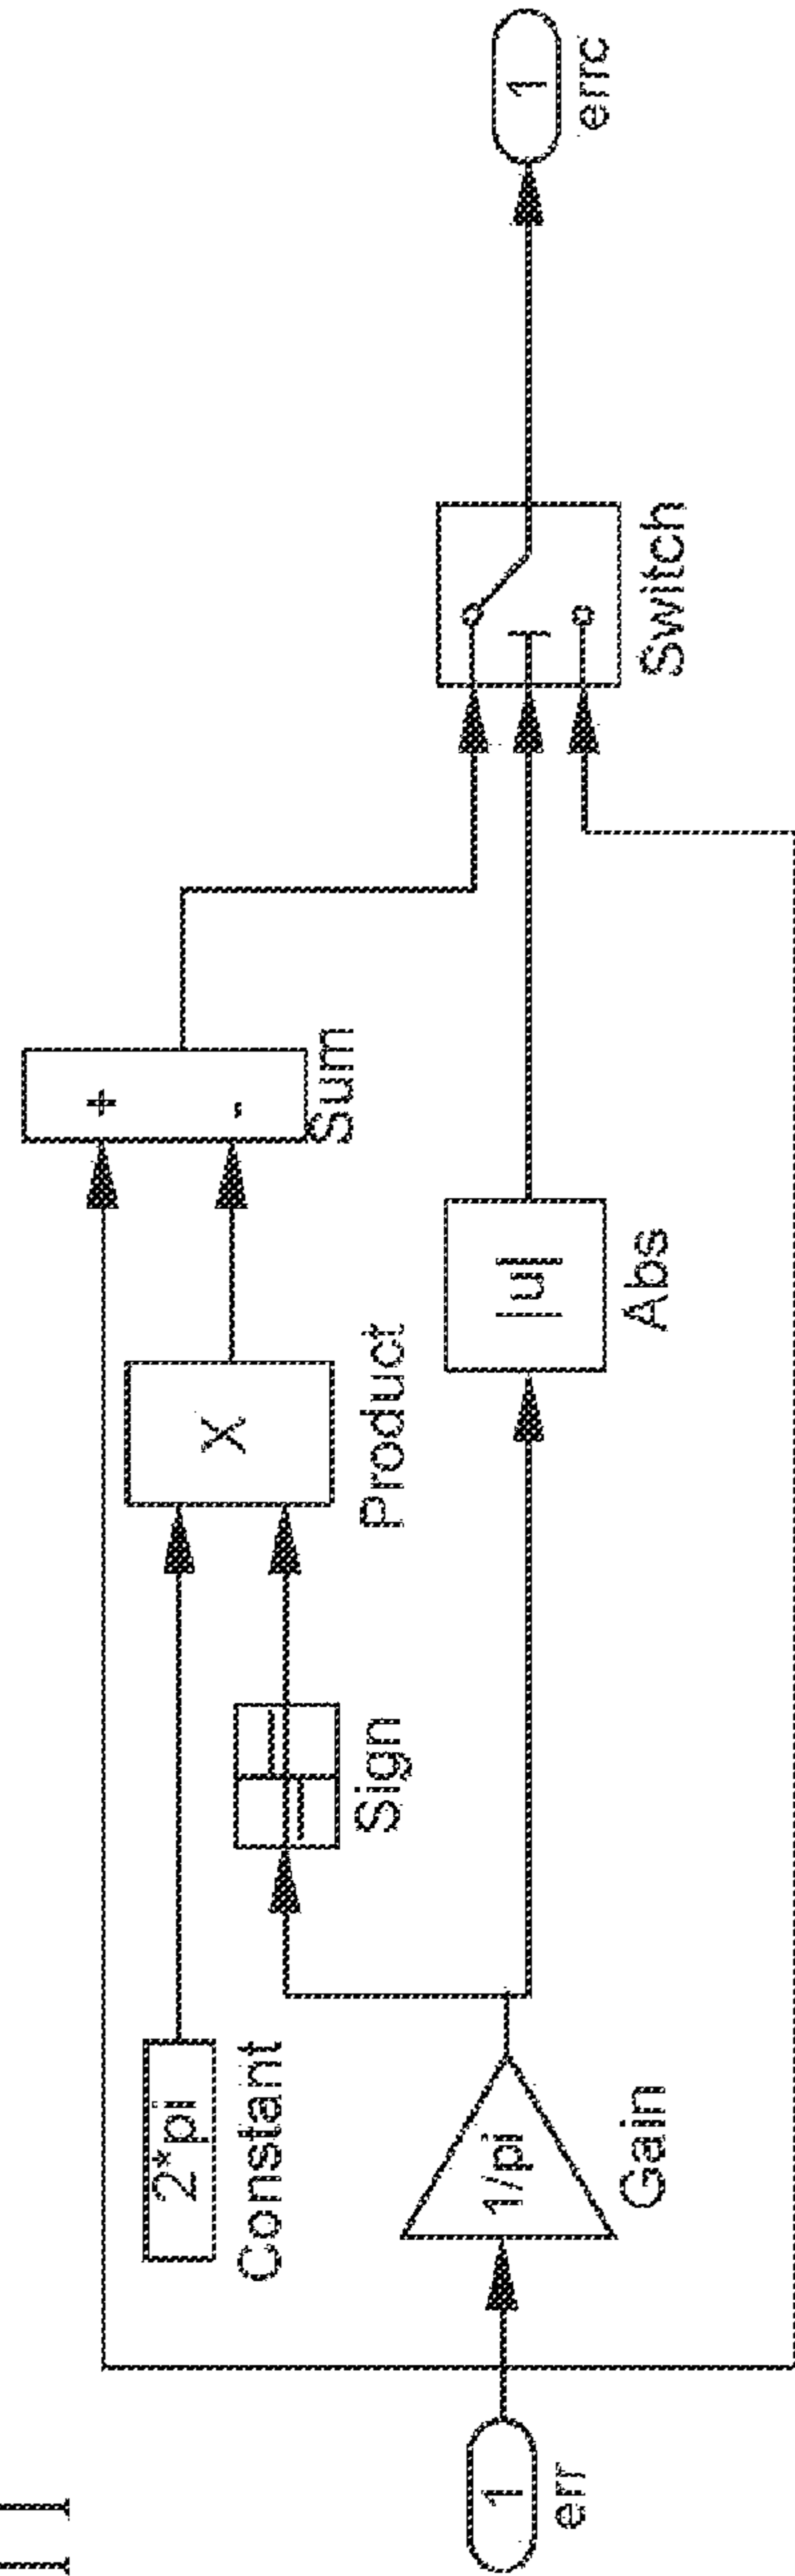 1
err
1/pi
Gain
2*pi
Constant
Sign
X
Product
+
-
Sum
|u|
Abs
Switch
1
errc